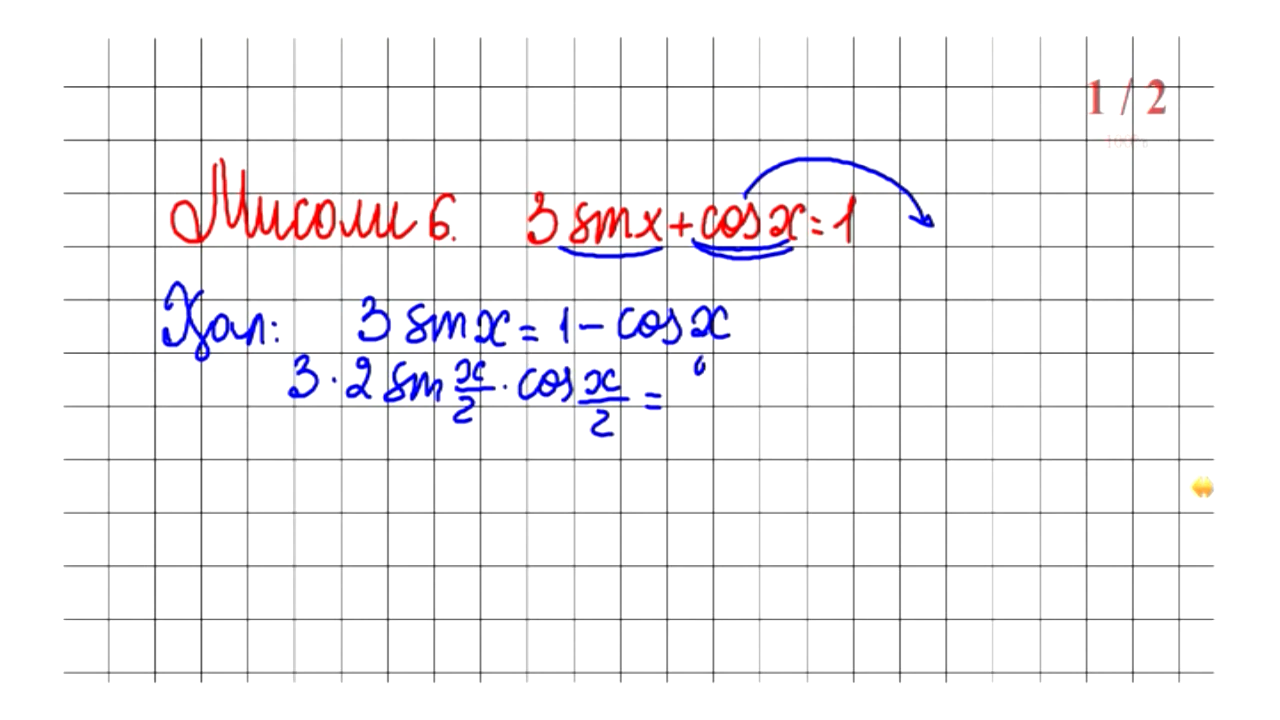 1 / 2
100%
Мисоли 6. 3 sin x + cos x = 1
Ҳал: 3 sin x = 1 - cos x
3 · 2 sin x/2 · cos x/2 =